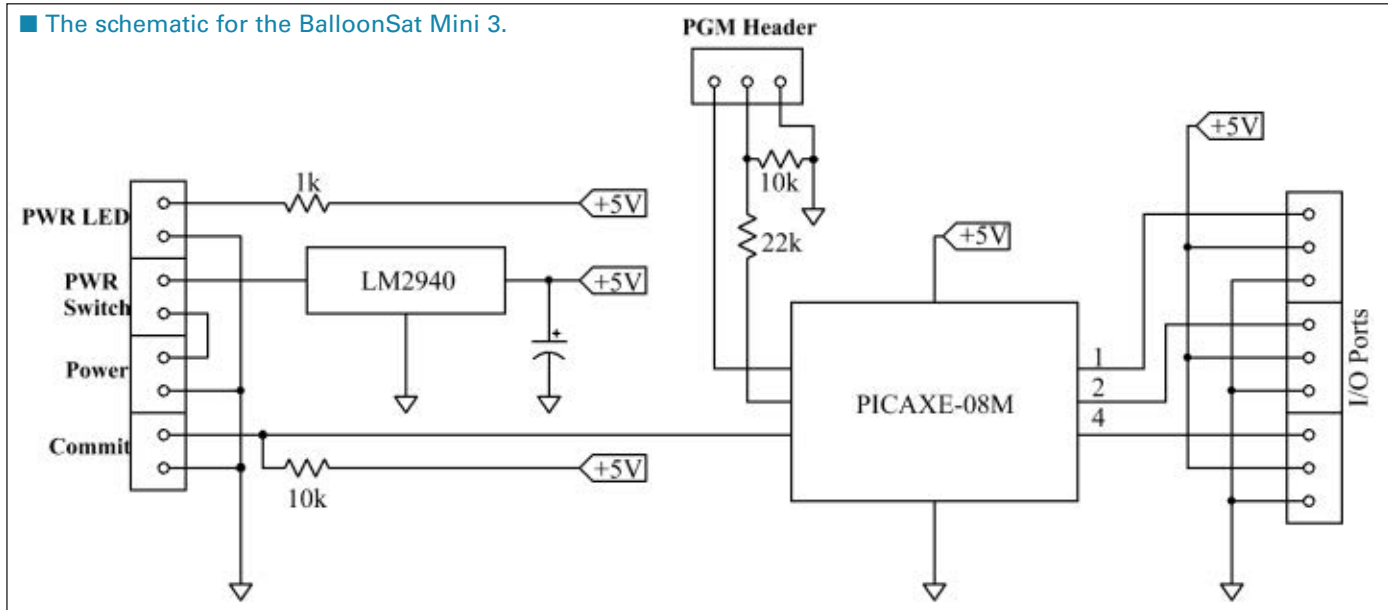 ■ The schematic for the BalloonSat Mini 3.
PGM Header
+5V
10k
1k
+5V
PWR LED
22k
+5V
PWR
Switch
LM2940
+5V
Power
PICAXE-08M
1
2
4
I/O Ports
Commit
10k
+5V